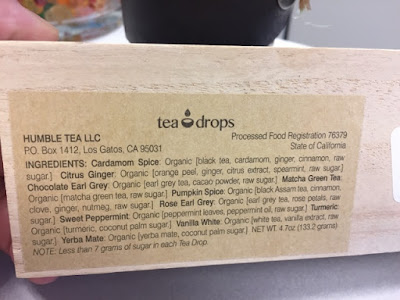 tea drops
HUMBLE TEA LLC
P.O. Box 1412, Los Gatos, CA 95031
Processed Food Registration 76379
State of California
INGREDIENTS: Cardamom Spice: Organic [black tea, cardamom, ginger, cinnamon, raw
sugar.] Citrus Ginger: Organic [orange peel, ginger, citrus extract, spearmint, raw sugar.]
Chocolate Earl Grey: Organic [earl grey tea, cacao powder, raw sugar.] Matcha Green Tea:
Organic [matcha green tea, raw sugar.] Pumpkin Spice: Organic [black Assam tea, cinnamon,
clove, ginger, nutmeg, raw sugar.] Rose Earl Grey: Organic [earl grey tea, rose petals, raw
sugar.] Sweet Peppermint: Organic [peppermint leaves, peppermint oil, raw sugar.] Turmeric:
Organic [turmeric, coconut palm sugar.] Vanilla White: Organic [white tea, vanilla extract, raw
sugar.] Yerba Mate: Organic [yerba mate, coconut palm sugar.] NET WT. 4.7oz (133.2 grams)
NOTE: Less than 7 grams of sugar in each Tea Drop.